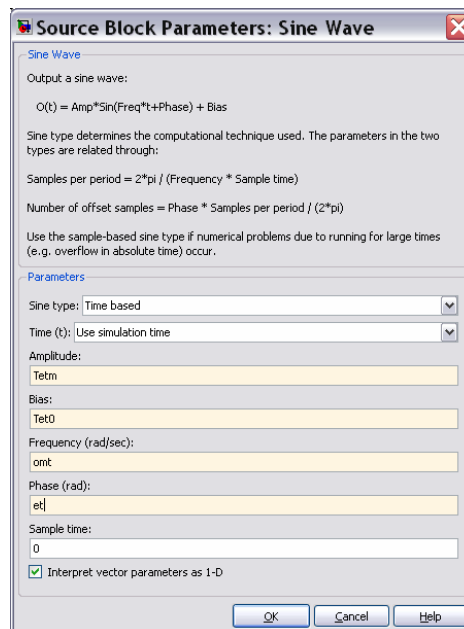 Source Block Parameters: Sine Wave
Sine Wave
Output a sine wave:
O(t) = Amp*Sin(Freq*t+Phase) + Bias
Sine type determines the computational technique used. The parameters in the two
types are related through:
Samples per period = 2*pi / (Frequency * Sample time)
Number of offset samples = Phase * Samples per period / (2*pi)
Use the sample-based sine type if numerical problems due to running for large times
(e.g. overflow in absolute time) occur.
Parameters
Sine type: Time based
Time (t): Use simulation time
Amplitude:
Tetm
Bias:
Tet0
Frequency (rad/sec):
omt
Phase (rad):
et
Sample time:
0
Interpret vector parameters as 1-D
OK Cancel Help